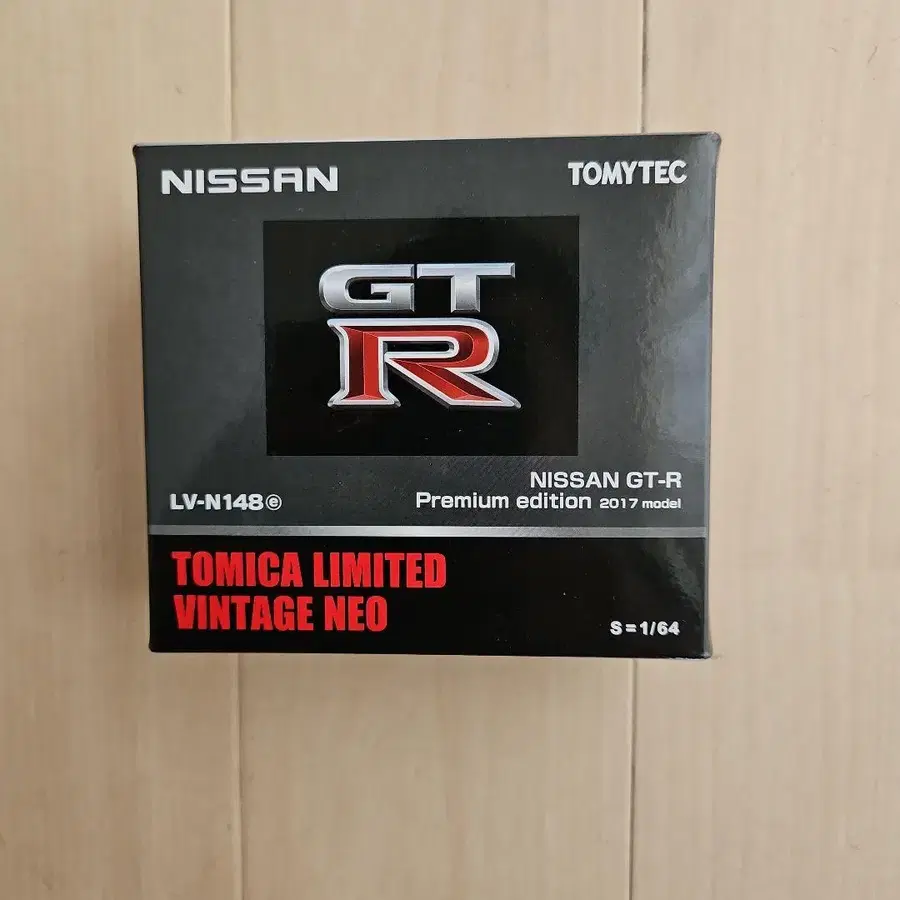 NISSAN
TOMYTEC
GT
R
NISSAN GT-R
LV-N148ⓔ
Premium edition 2017 model
TOMICA LIMITED
VINTAGE NEO
S=1/64